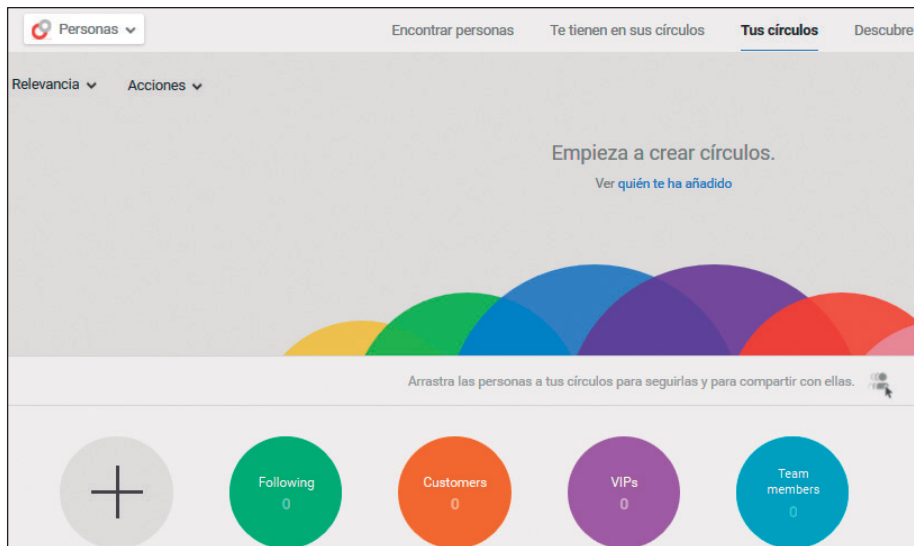 Personas
Encontrar personas
Te tienen en sus círculos
Tus círculos
Descubre
Relevancia
Acciones
Empieza a crear círculos.
Ver quién te ha añadido
Arrastra las personas a tus círculos para seguirlas y para compartir con ellas.
Following
0
Customers
0
VIPs
0
Team
members
0